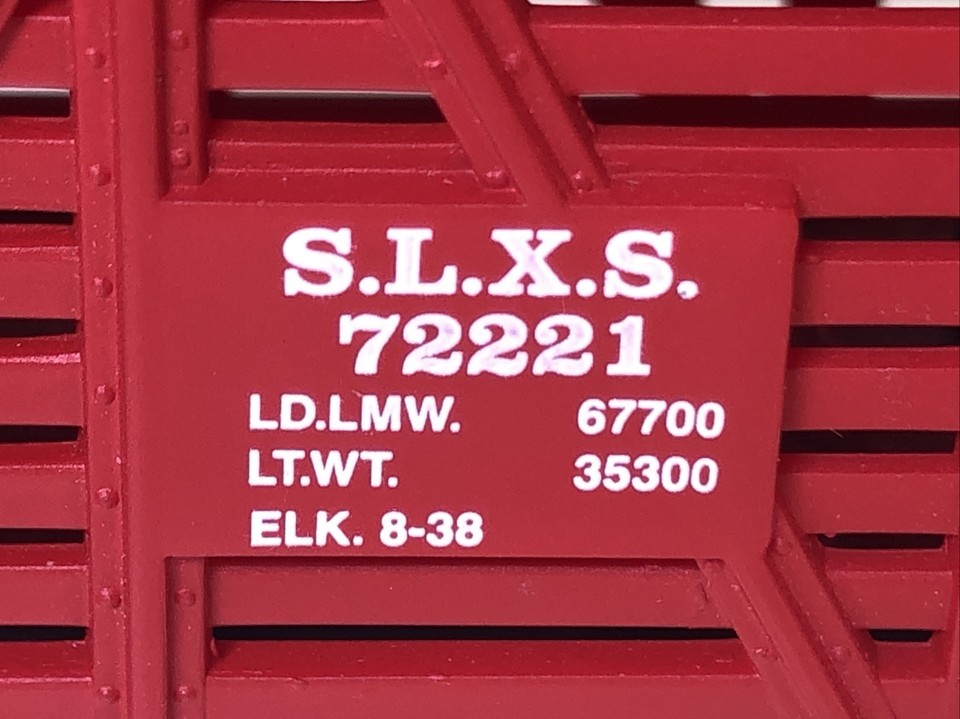 S.L.X.S.
72221
LD.LMW. 67700
LT.WT. 35300
ELK. 8-38